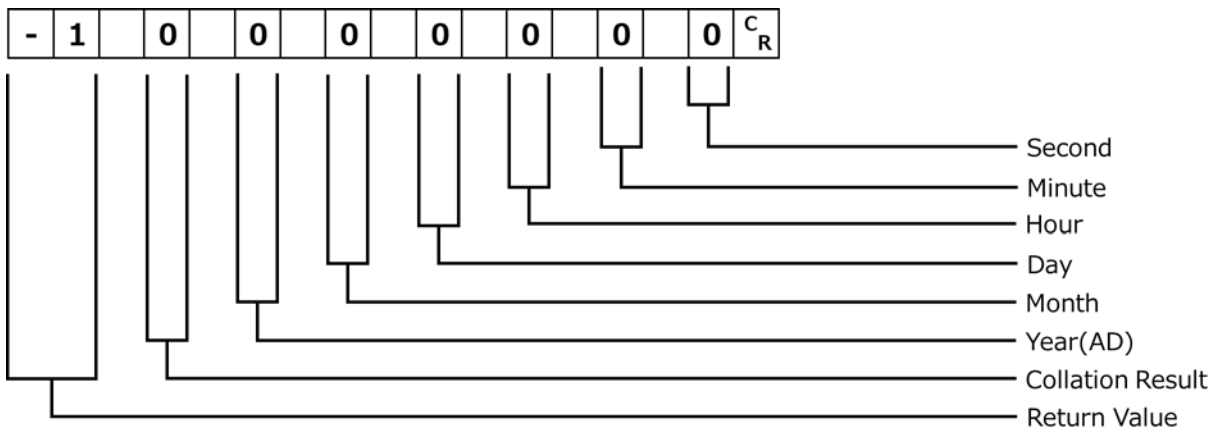 - 1 0 0 0 0 0 0 0 CR
Second
Minute
Hour
Day
Month
Year(AD)
Collation Result
Return Value